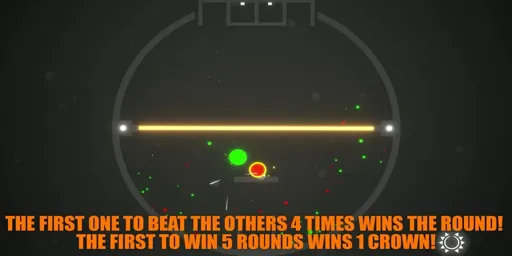 THE FIRST ONE TO BEAT THE OTHERS 4 TIMES WINS THE ROUND!
THE FIRST TO WIN 5 ROUNDS WINS 1 CROWN!